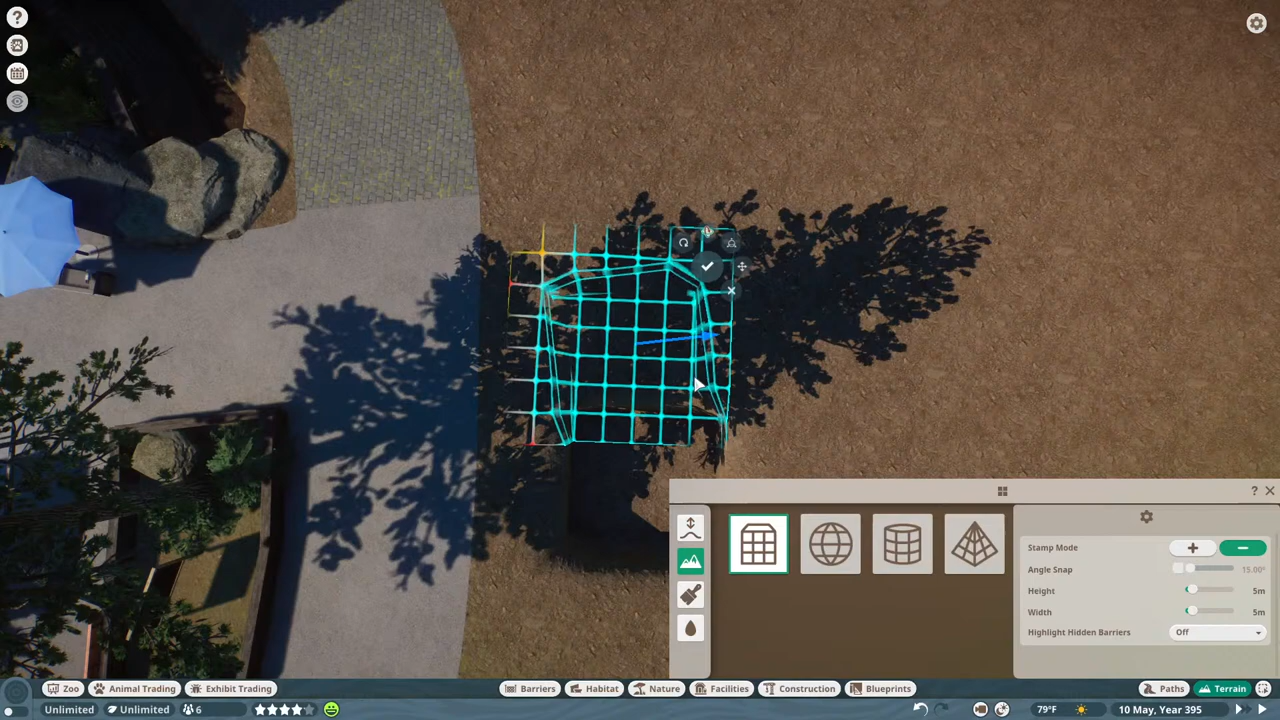 ?
? ×
Stamp Mode + −
Angle Snap 15.00°
Height 5m
Width 5m
Highlight Hidden Barriers Off
Zoo Animal Trading Exhibit Trading Barriers Habitat Nature Facilities Construction Blueprints Paths Terrain
Unlimited Unlimited 6 79°F 10 May, Year 395